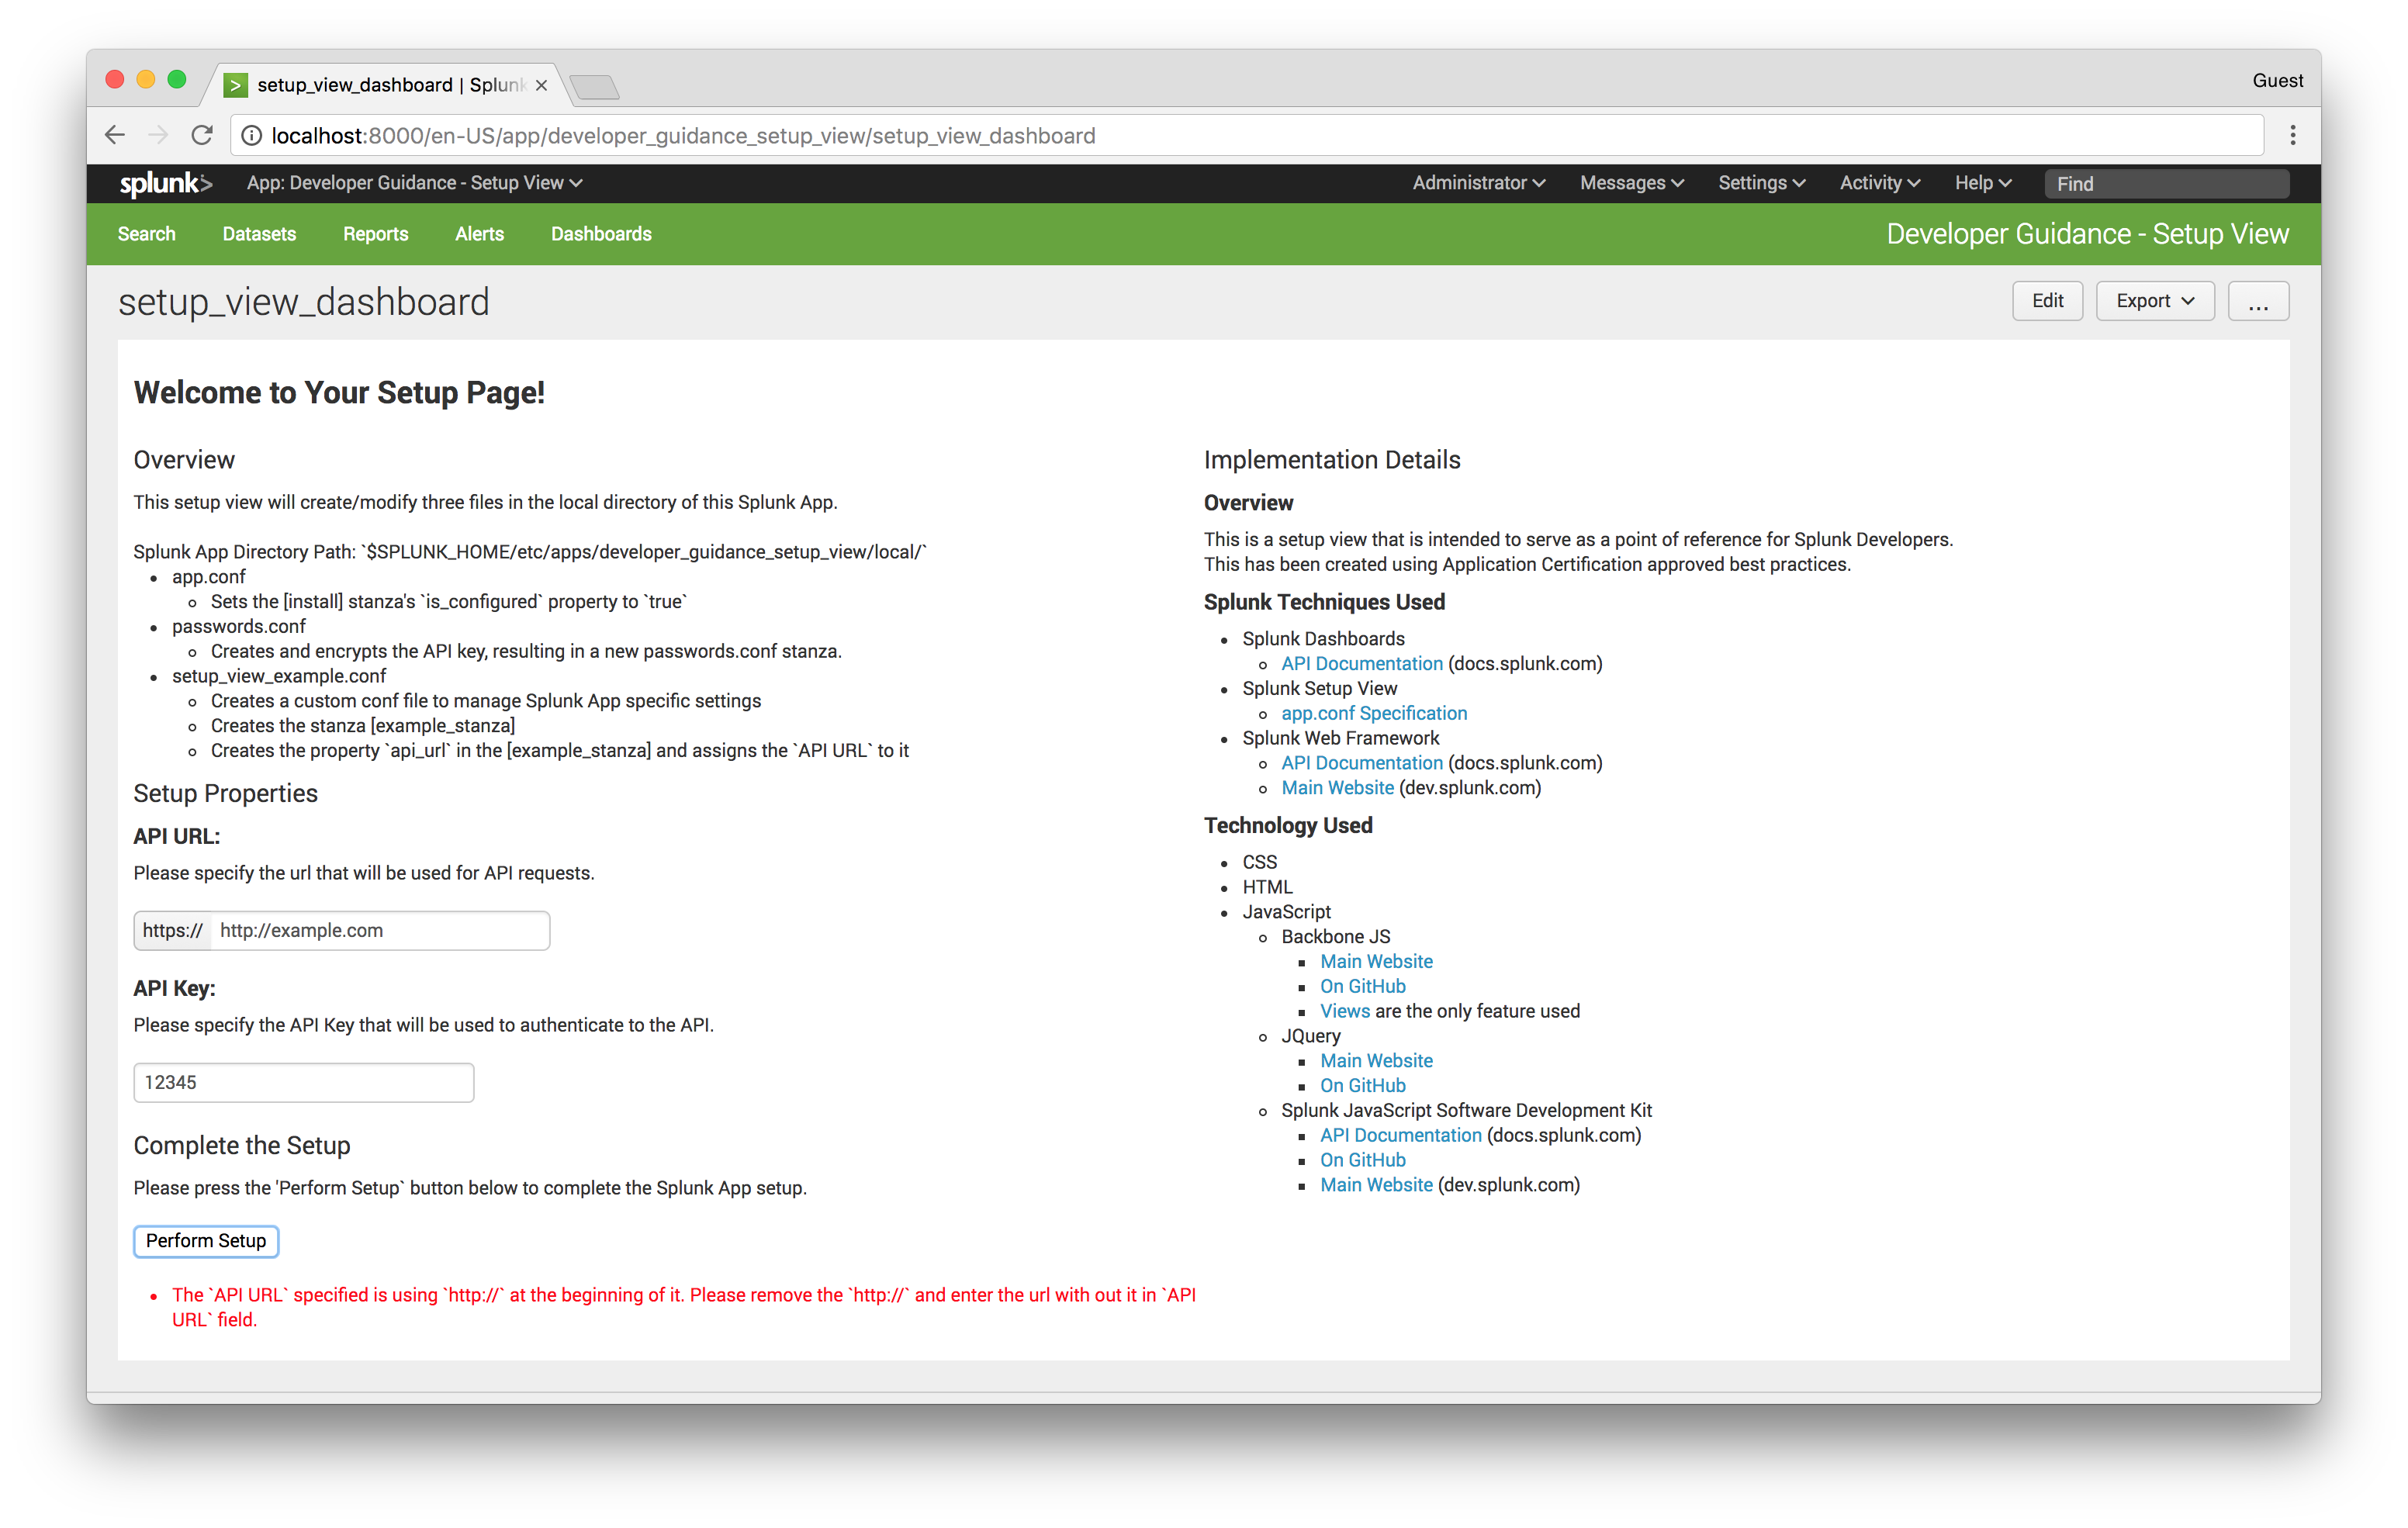 setup_view_dashboard | Splunk
Guest
localhost:8000/en-US/app/developer_guidance_setup_view/setup_view_dashboard
splunk> App: Developer Guidance - Setup View Administrator Messages Settings Activity Help Find
Search Datasets Reports Alerts Dashboards Developer Guidance - Setup View
setup_view_dashboard Edit Export ...
Welcome to Your Setup Page!
Overview
This setup view will create/modify three files in the local directory of this Splunk App.
Splunk App Directory Path: `$SPLUNK_HOME/etc/apps/developer_guidance_setup_view/local/`
app.conf
Sets the [install] stanza's `is_configured` property to `true`
passwords.conf
Creates and encrypts the API key, resulting in a new passwords.conf stanza.
setup_view_example.conf
Creates a custom conf file to manage Splunk App specific settings
Creates the stanza [example_stanza]
Creates the property `api_url` in the [example_stanza] and assigns the `API URL` to it
Setup Properties
API URL:
Please specify the url that will be used for API requests.
https:// http://example.com
API Key:
Please specify the API Key that will be used to authenticate to the API.
12345
Complete the Setup
Please press the 'Perform Setup` button below to complete the Splunk App setup.
Perform Setup
The `API URL` specified is using `http://` at the beginning of it. Please remove the `http://` and enter the url with out it in `API
URL` field.
Implementation Details
Overview
This is a setup view that is intended to serve as a point of reference for Splunk Developers.
This has been created using Application Certification approved best practices.
Splunk Techniques Used
Splunk Dashboards
API Documentation (docs.splunk.com)
Splunk Setup View
app.conf Specification
Splunk Web Framework
API Documentation (docs.splunk.com)
Main Website (dev.splunk.com)
Technology Used
CSS
HTML
JavaScript
Backbone JS
Main Website
On GitHub
Views are the only feature used
JQuery
Main Website
On GitHub
Splunk JavaScript Software Development Kit
API Documentation (docs.splunk.com)
On GitHub
Main Website (dev.splunk.com)